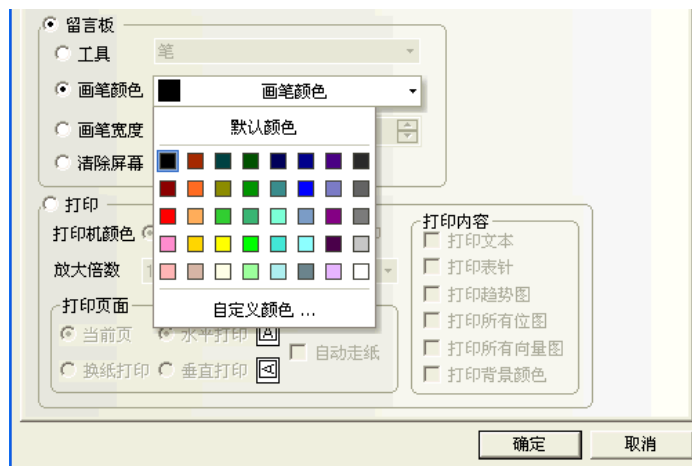 留言板
工具 笔
画笔颜色 画笔颜色
默认颜色
画笔宽度
清除屏幕
自定义颜色 ...
打印
打印机颜色
放大倍数 1
打印页面
当前页 水平打印 A
换纸打印 垂直打印 A
自动走纸
打印内容
打印文本
打印表针
打印趋势图
打印所有位图
打印所有向量图
打印背景颜色
确定 取消